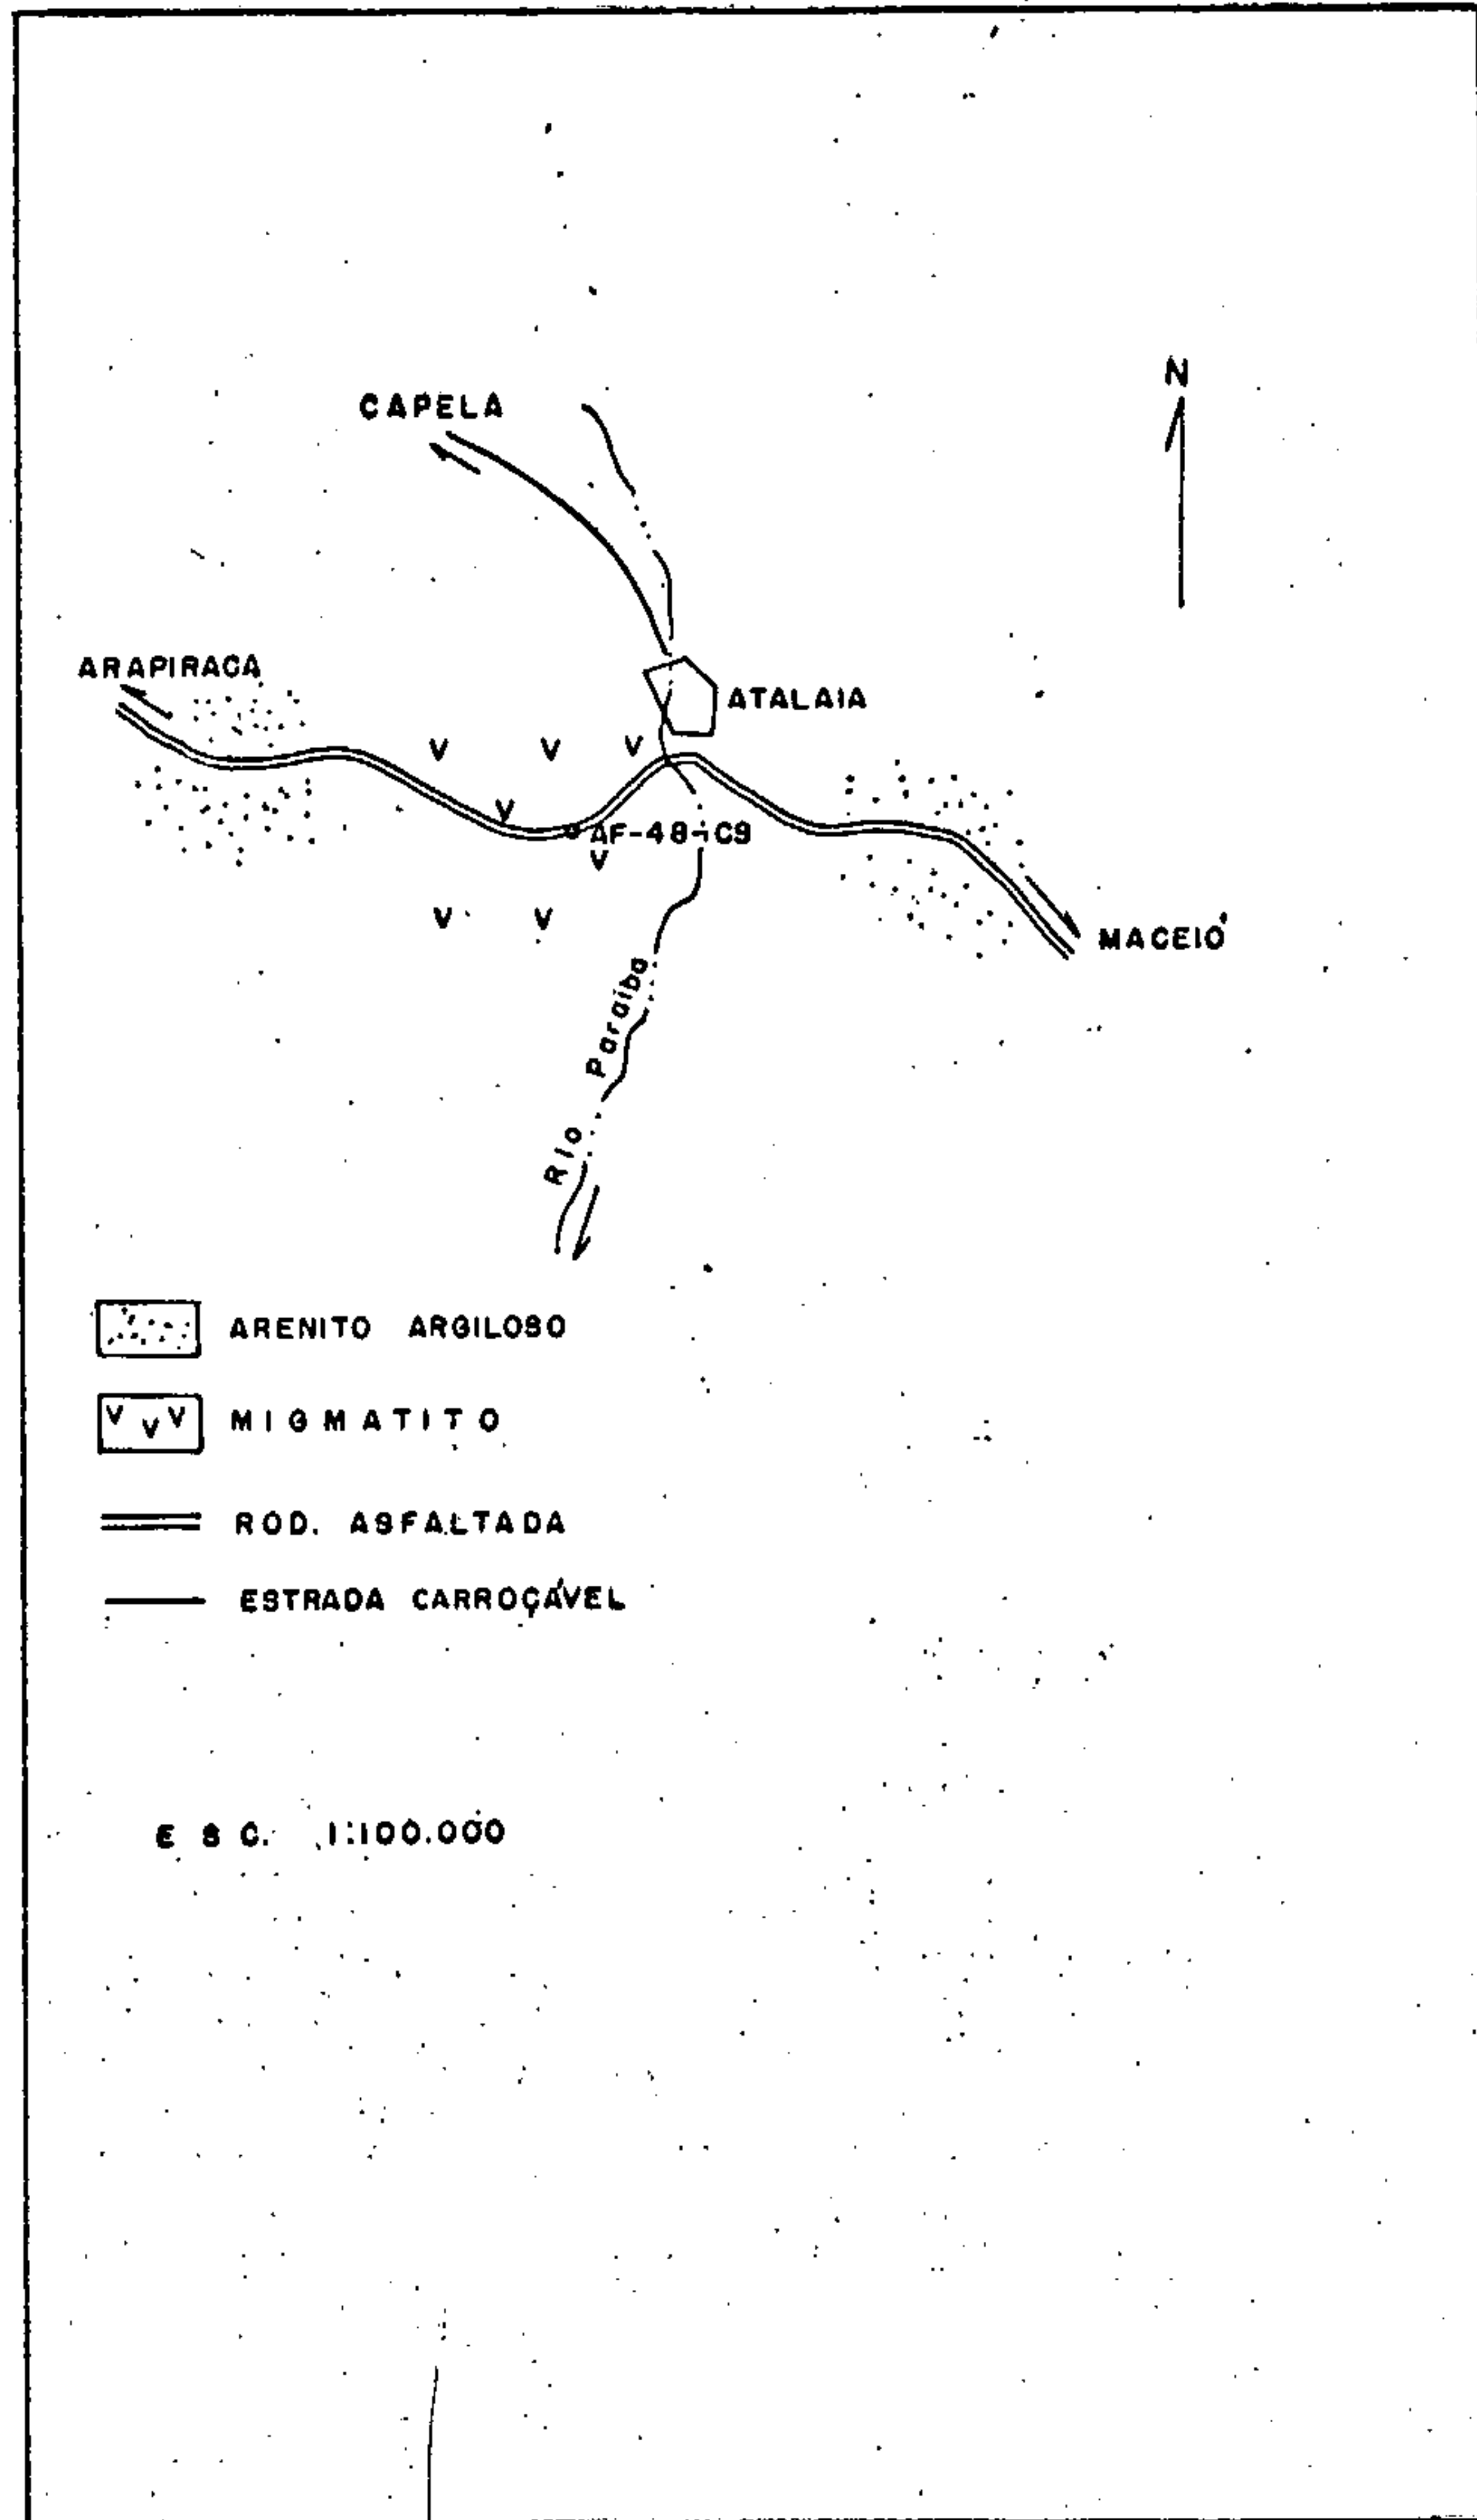 N
CAPELA
ARAPIRACA
ATALAIA
AF-48-C9
MACEIÓ
Rio Paraíba
ARENITO ARGILOSO
V V V MIGMATITO
ROD. ASFALTADA
ESTRADA CARROÇÁVEL
ESC. 1:100.000